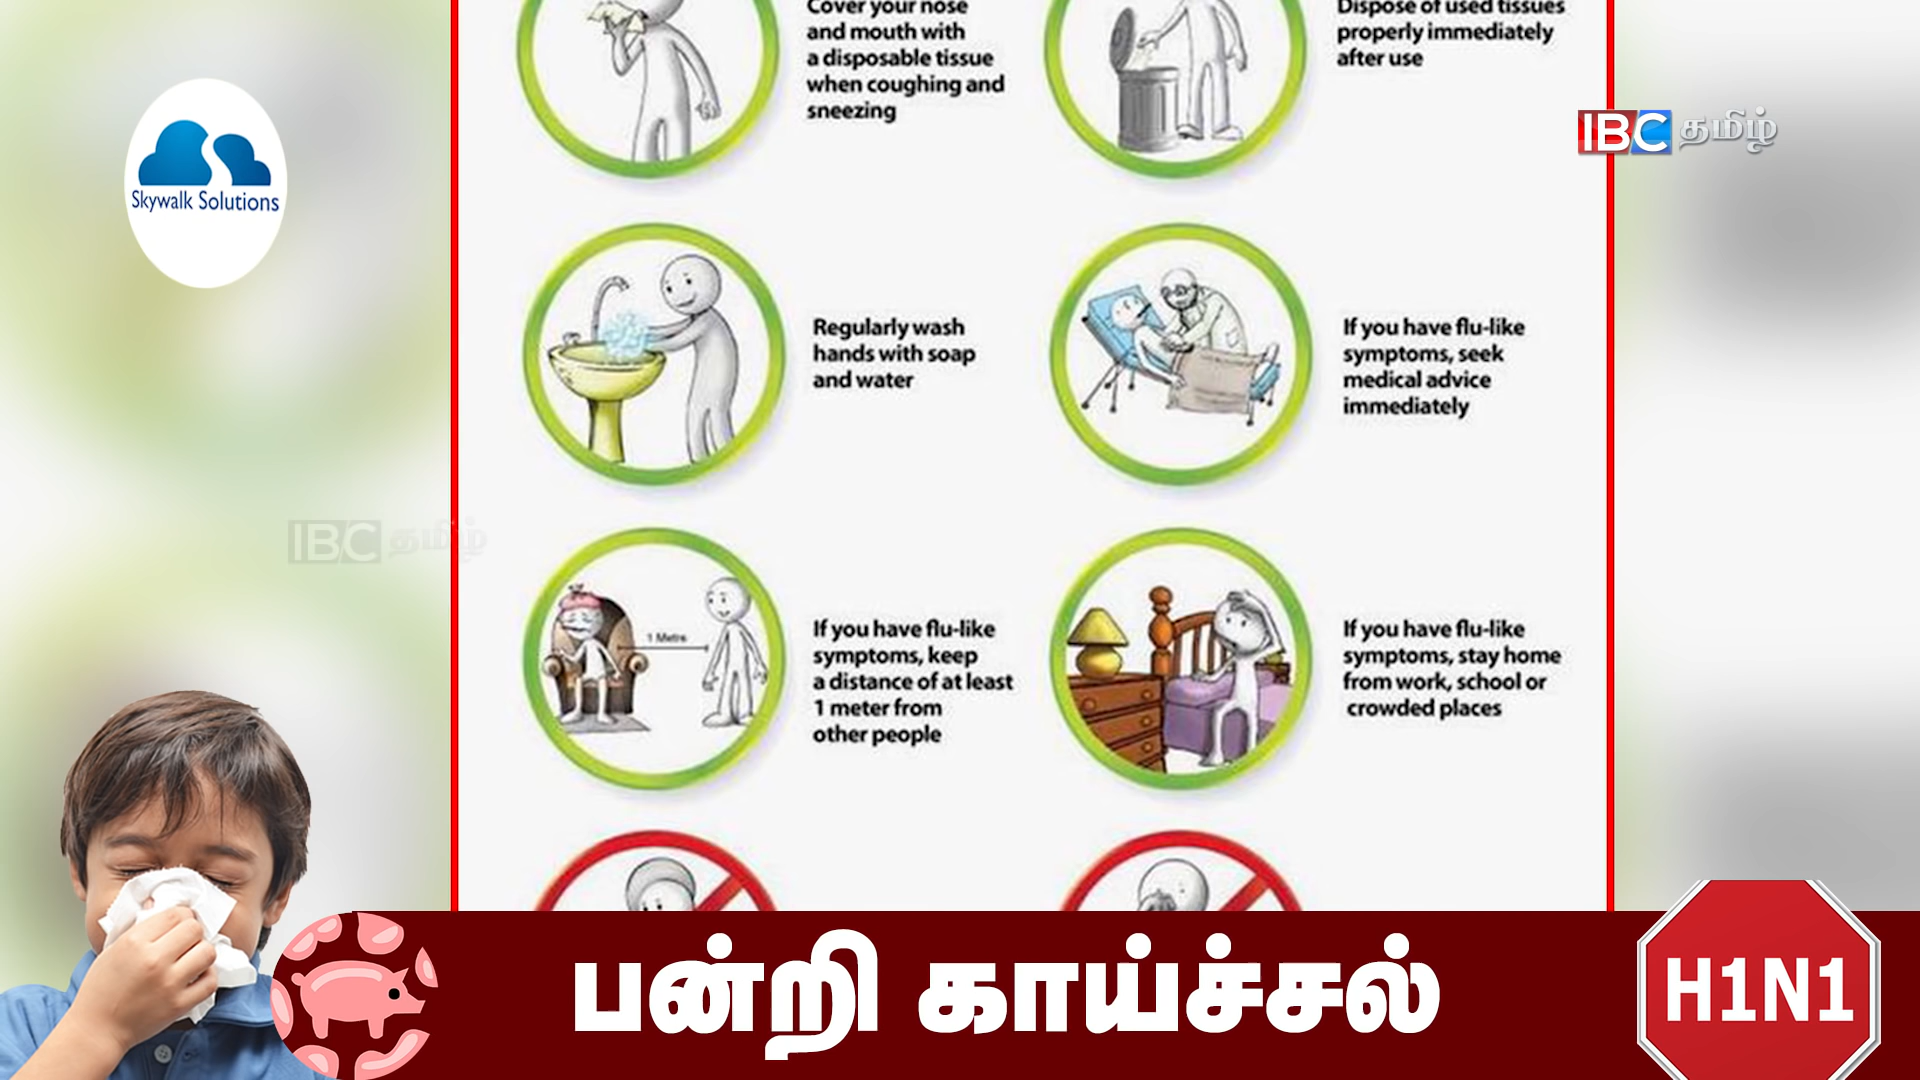 Cover your nose
and mouth with
a disposable tissue
when coughing and
sneezing
Dispose of used tissues
properly immediately
after use
IBC தமிழ்
Skywalk Solutions
Regularly wash
hands with soap
and water
If you have flu-like
symptoms, seek
medical advice
immediately
IBC தமிழ்
1 Metre
If you have flu-like
symptoms, keep
a distance of at least
1 meter from
other people
If you have flu-like
symptoms, stay home
from work, school or
crowded places
பன்றி காய்ச்சல்
H1N1